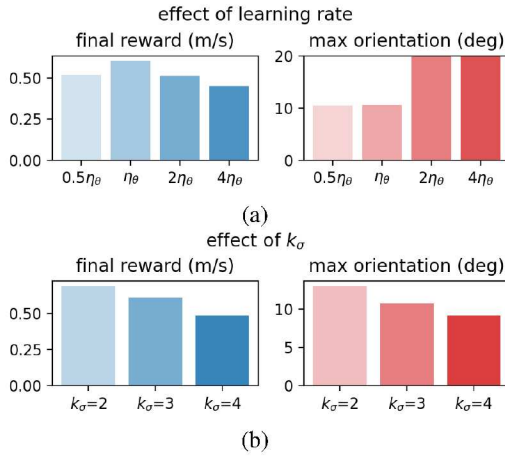 effect of learning rate
final reward (m/s) max orientation (deg)
0.50
0.25
0.00
20
10
0
0.5ηθ ηθ 2ηθ 4ηθ 0.5ηθ ηθ 2ηθ 4ηθ
(a)
effect of kσ
final reward (m/s) max orientation (deg)
0.50
0.25
0.00
10
5
0
kσ=2 kσ=3 kσ=4 kσ=2 kσ=3 kσ=4
(b)